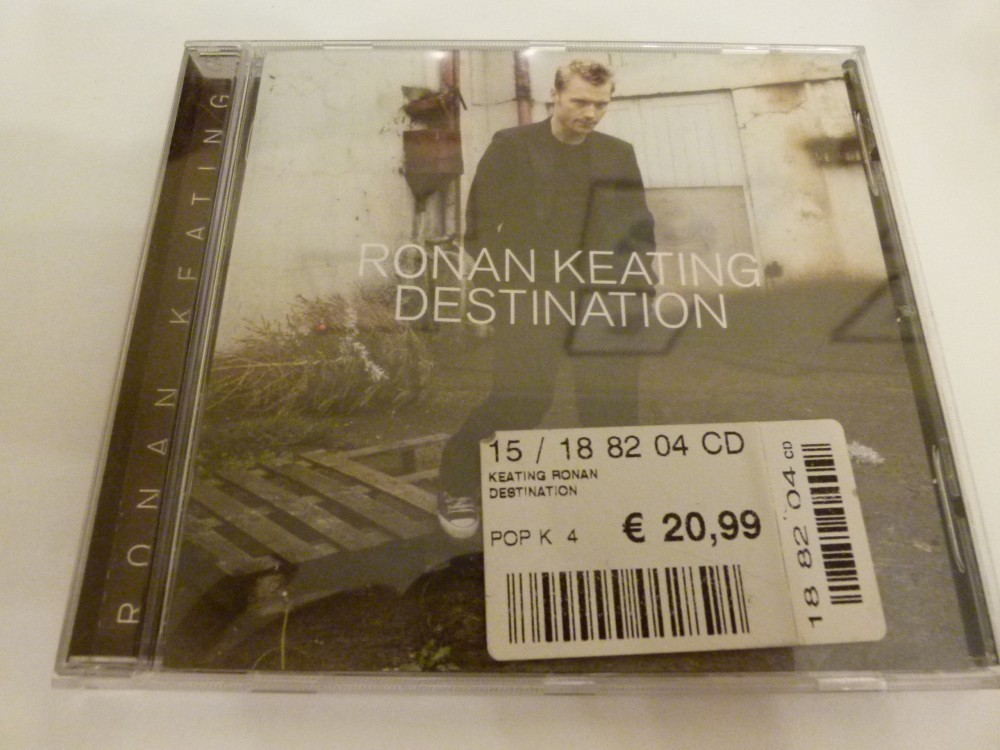 RONAN KEATING
RONAN KEATING
DESTINATION
15 / 18 82 04 CD
KEATING RONAN
DESTINATION
POP K 4 € 20,99
18 82 04 CD